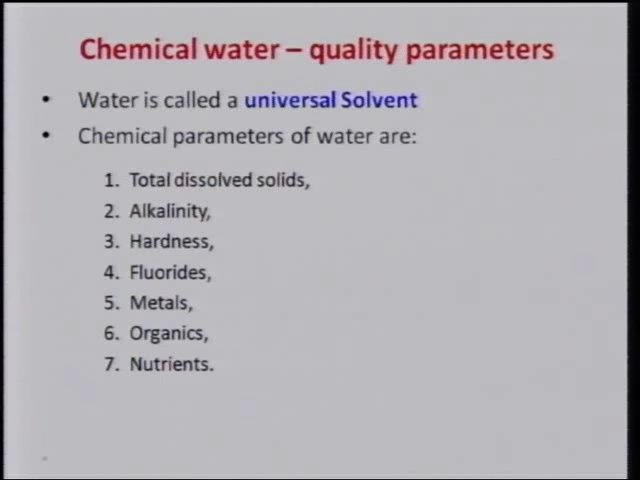 Chemical water – quality parameters
• Water is called a universal Solvent
• Chemical parameters of water are:
1. Total dissolved solids,
2. Alkalinity,
3. Hardness,
4. Fluorides,
5. Metals,
6. Organics,
7. Nutrients.